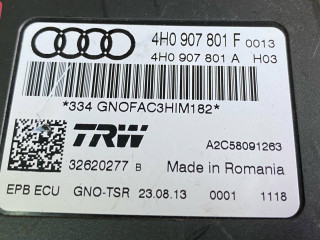 4H0 907 801 F 0013
4H0 907 801 A H03
*334 GNOFAC3HIM182*
TRW
A2C58091263
32620277 B Made in Romania
EPB ECU GNO-TSR 23.08.13 0001 1118